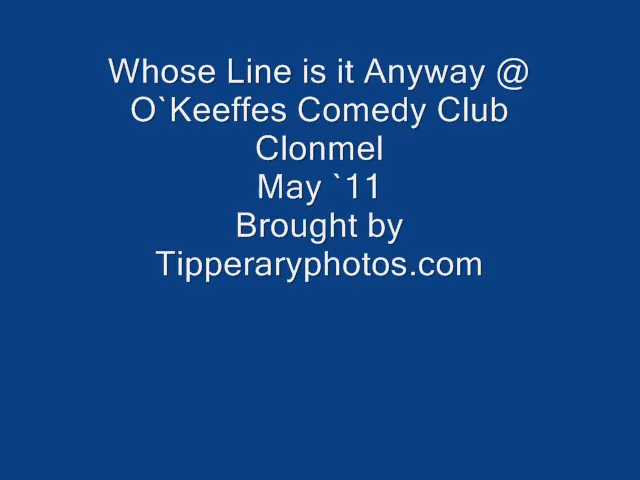 Whose Line is it Anyway @
O`Keeffes Comedy Club
Clonmel
May `11
Brought by
Tipperaryphotos.com